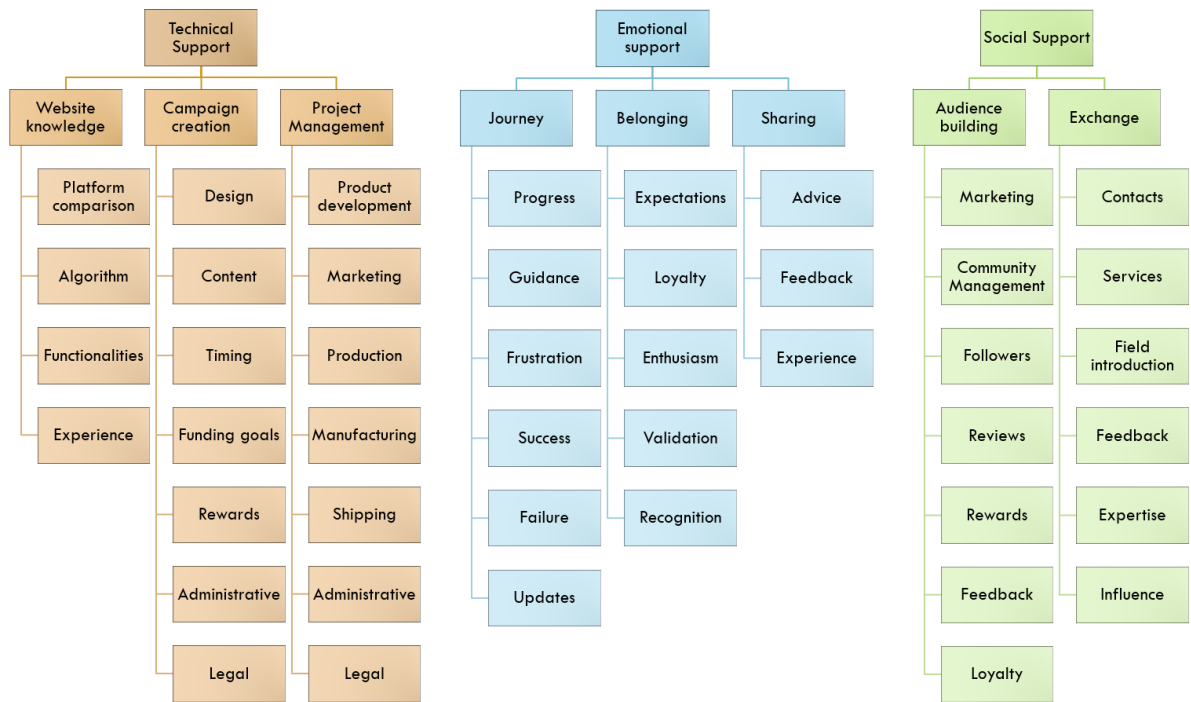 Technical
Support
Website
knowledge
Platform
comparison
Algorithm
Functionalities
Experience
Campaign
creation
Design
Content
Timing
Funding goals
Rewards
Administrative
Legal
Project
Management
Product
development
Marketing
Production
Manufacturing
Shipping
Administrative
Legal
Emotional
support
Journey
Progress
Guidance
Frustration
Success
Failure
Updates
Belonging
Expectations
Loyalty
Enthusiasm
Validation
Recognition
Sharing
Advice
Feedback
Experience
Social Support
Audience
building
Marketing
Community
Management
Followers
Reviews
Rewards
Feedback
Loyalty
Exchange
Contacts
Services
Field
introduction
Feedback
Expertise
Influence